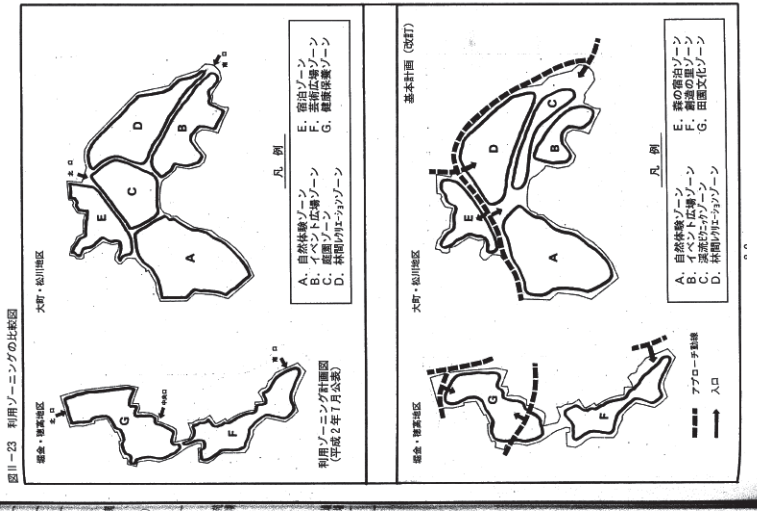 図II-23 利用ゾーニングの比較図
堀金・穂高地区
大町・松川地区
北口
中央口
南口
G
F
北口
南口
E
D
C
B
A
利用ゾーニング計画図
(平成2年7月公表)
凡例
A. 自然体験ゾーン
B. イベント広場ゾーン
C. 庭園ゾーン
D. 林間レクリエーションゾーン
E. 宿泊ゾーン
F. 芸術広場ゾーン
G. 健康保養ゾーン
基本計画(改訂)
堀金・穂高地区
大町・松川地区
G
F
E
D
C
B
A
アプローチ動線
入口
凡例
A. 自然体験ゾーン
B. イベント広場ゾーン
C. 渓流ピクニックゾーン
D. 林間レクリエーションゾーン
E. 森の宿泊ゾーン
F. 創造の里ゾーン
G. 田園文化ゾーン